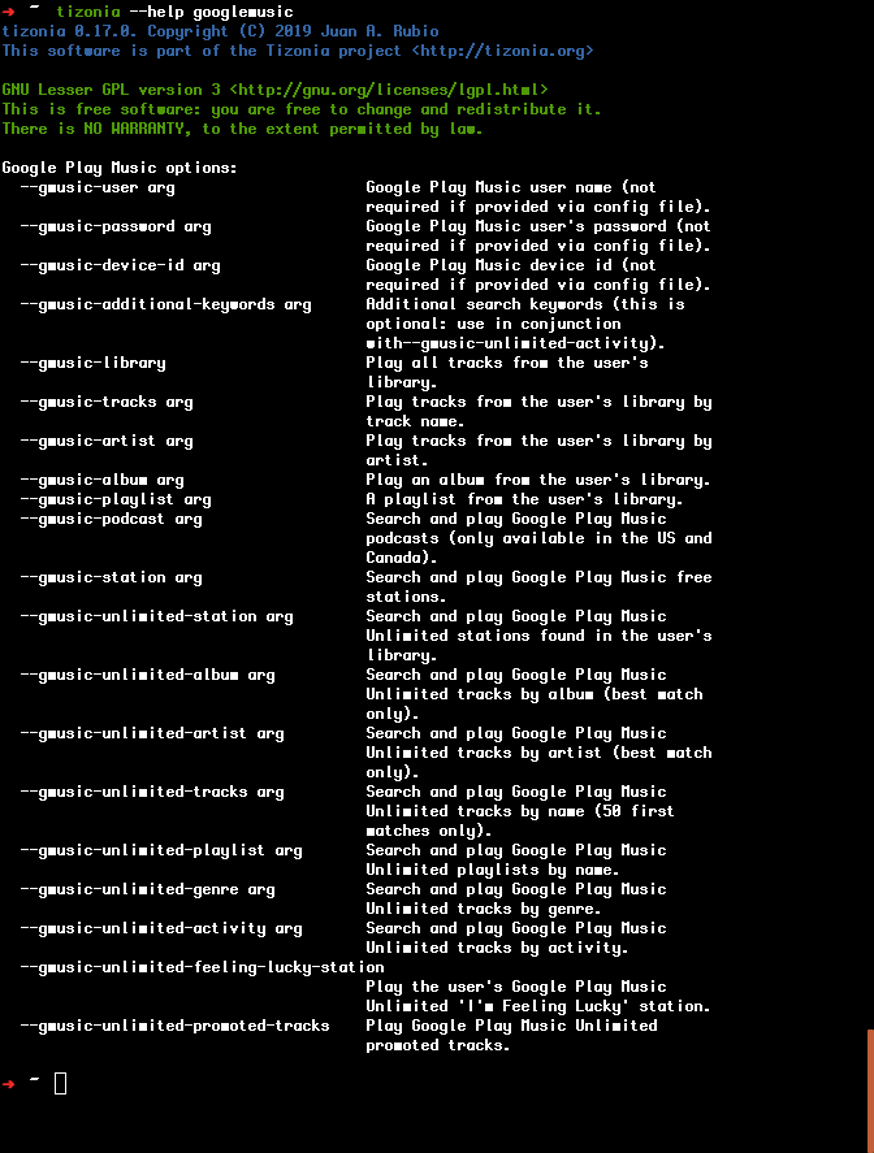 ➜  ~  tizonia --help googlemusic
tizonia 0.17.0. Copyright (C) 2019 Juan A. Rubio
This software is part of the Tizonia project <http://tizonia.org>

GNU Lesser GPL version 3 <http://gnu.org/licenses/lgpl.html>
This is free software: you are free to change and redistribute it.
There is NO WARRANTY, to the extent permitted by law.

Google Play Music options:
  --gmusic-user arg                     Google Play Music user name (not
                                        required if provided via config file).
  --gmusic-password arg                 Google Play Music user's password (not
                                        required if provided via config file).
  --gmusic-device-id arg                Google Play Music device id (not
                                        required if provided via config file).
  --gmusic-additional-keywords arg      Additional search keywords (this is
                                        optional: use in conjunction
                                        with--gmusic-unlimited-activity).
  --gmusic-library                      Play all tracks from the user's
                                        library.
  --gmusic-tracks arg                   Play tracks from the user's library by
                                        track name.
  --gmusic-artist arg                   Play tracks from the user's library by
                                        artist.
  --gmusic-album arg                    Play an album from the user's library.
  --gmusic-playlist arg                 A playlist from the user's library.
  --gmusic-podcast arg                  Search and play Google Play Music
                                        podcasts (only available in the US and
                                        Canada).
  --gmusic-station arg                  Search and play Google Play Music free
                                        stations.
  --gmusic-unlimited-station arg        Search and play Google Play Music
                                        Unlimited stations found in the user's
                                        library.
  --gmusic-unlimited-album arg          Search and play Google Play Music
                                        Unlimited tracks by album (best match
                                        only).
  --gmusic-unlimited-artist arg         Search and play Google Play Music
                                        Unlimited tracks by artist (best match
                                        only).
  --gmusic-unlimited-tracks arg         Search and play Google Play Music
                                        Unlimited tracks by name (50 first
                                        matches only).
  --gmusic-unlimited-playlist arg       Search and play Google Play Music
                                        Unlimited playlists by name.
  --gmusic-unlimited-genre arg          Search and play Google Play Music
                                        Unlimited tracks by genre.
  --gmusic-unlimited-activity arg       Search and play Google Play Music
                                        Unlimited tracks by activity.
  --gmusic-unlimited-feeling-lucky-station
                                        Play the user's Google Play Music
                                        Unlimited 'I'm Feeling Lucky' station.
  --gmusic-unlimited-promoted-tracks    Play Google Play Music Unlimited
                                        promoted tracks.

➜  ~